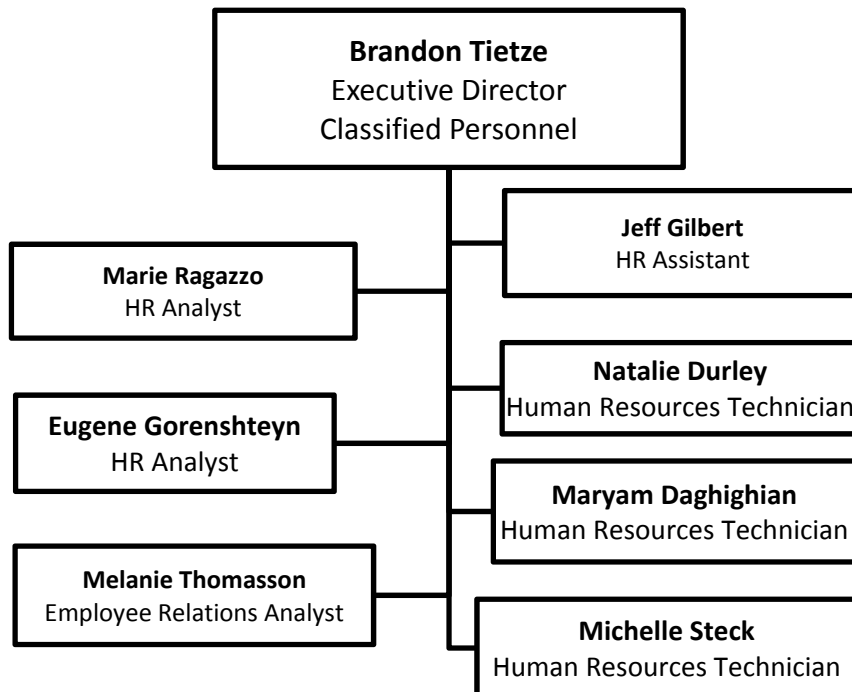 Brandon Tietze
Executive Director
Classified Personnel
Jeff Gilbert
HR Assistant
Marie Ragazzo
HR Analyst
Natalie Durley
Human Resources Technician
Eugene Gorenshteyn
HR Analyst
Maryam Daghighian
Human Resources Technician
Melanie Thomasson
Employee Relations Analyst
Michelle Steck
Human Resources Technician